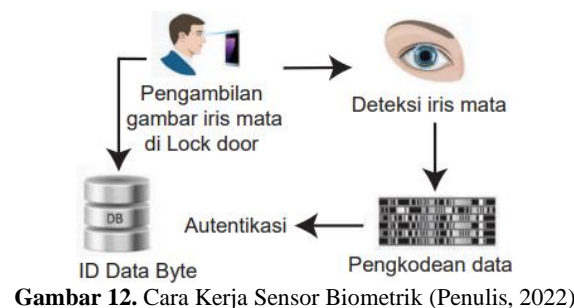 Pengambilan
gambar iris mata
di Lock door
Deteksi iris mata
DB
Autentikasi
ID Data Byte
Pengkodean data
Gambar 12. Cara Kerja Sensor Biometrik (Penulis, 2022)